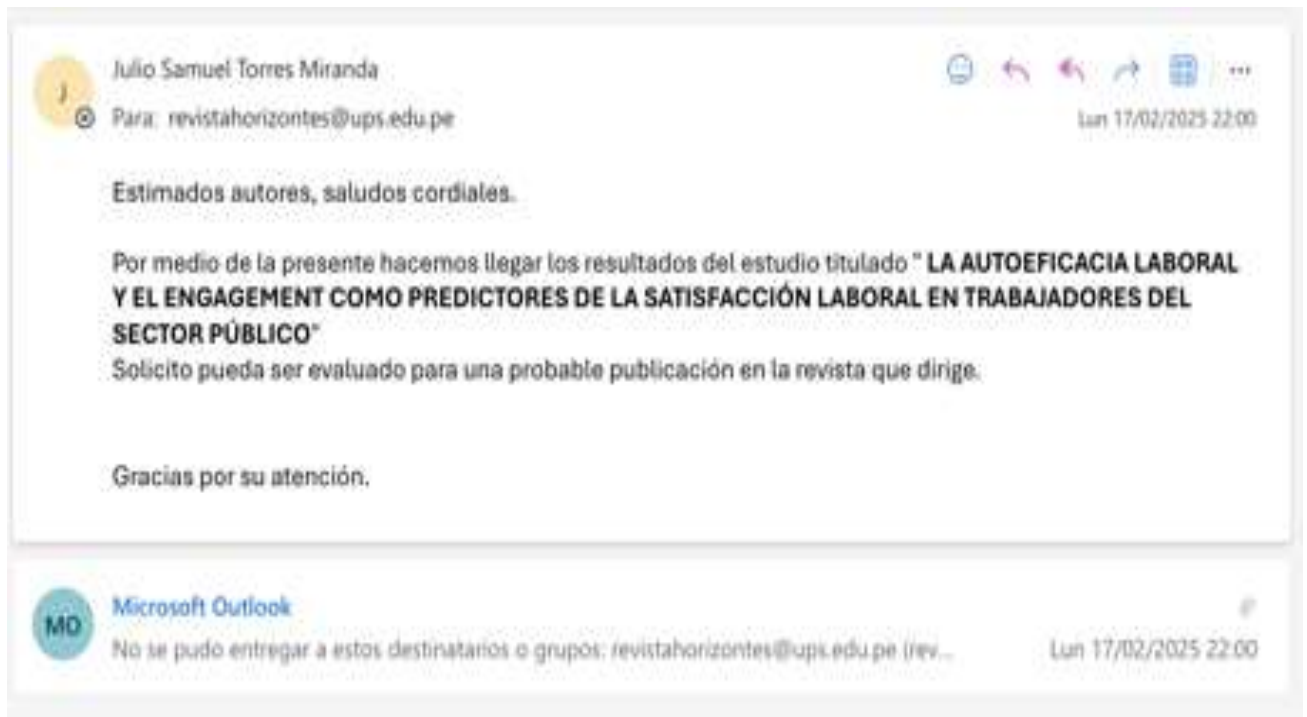 J
Julio Samuel Torres Miranda
Para: revistahorizontes@ups.edu.pe
Lun 17/02/2025 22:00
Estimados autores, saludos cordiales.
Por medio de la presente hacemos llegar los resultados del estudio titulado " LA AUTOEFICACIA LABORAL
Y EL ENGAGEMENT COMO PREDICTORES DE LA SATISFACCIÓN LABORAL EN TRABAJADORES DEL
SECTOR PÚBLICO"
Solicito pueda ser evaluado para una probable publicación en la revista que dirige.
Gracias por su atención.
MO
Microsoft Outlook
No se pudo entregar a estos destinatarios o grupos: revistahorizontes@ups.edu.pe (rev...
Lun 17/02/2025 22:00